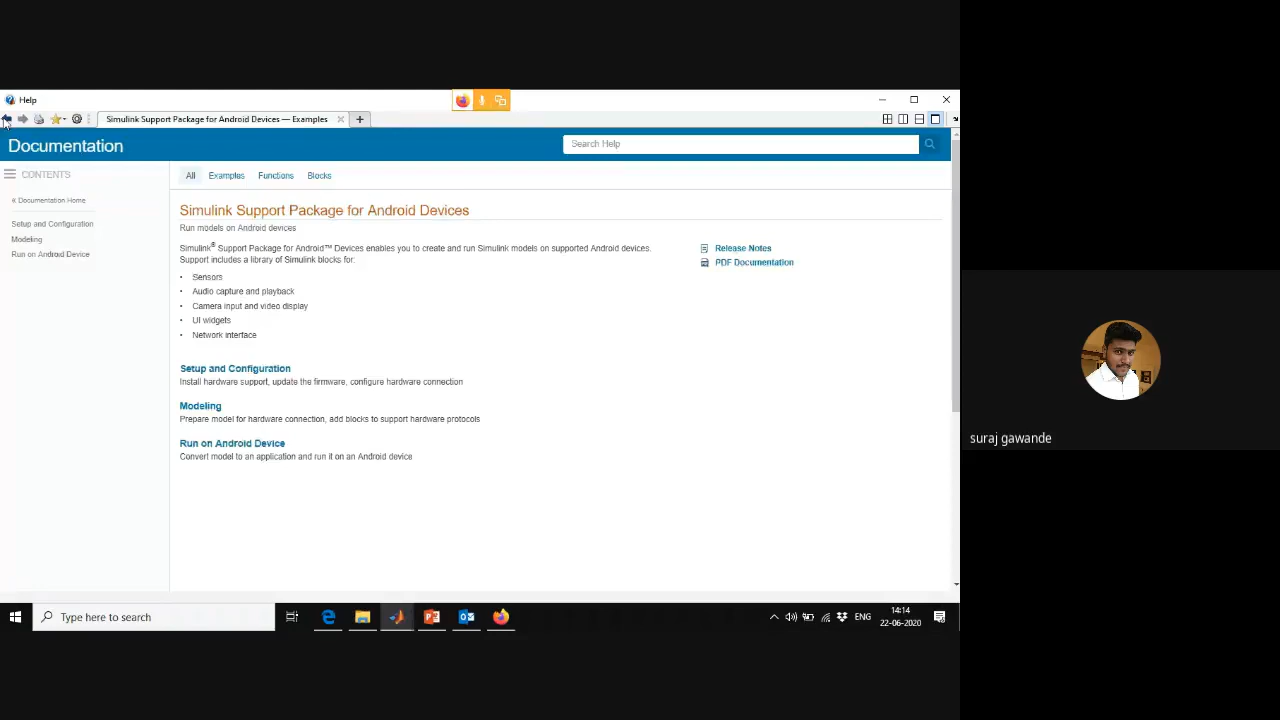 Help
Simulink Support Package for Android Devices — Examples
Documentation
Search Help
CONTENTS
All Examples Functions Blocks
« Documentation Home
Setup and Configuration
Modeling
Run on Android Device
Simulink Support Package for Android Devices
Run models on Android devices
Simulink® Support Package for Android™ Devices enables you to create and run Simulink models on supported Android devices.
Support includes a library of Simulink blocks for:
• Sensors
• Audio capture and playback
• Camera input and video display
• UI widgets
• Network interface
Release Notes
PDF Documentation
Setup and Configuration
Install hardware support, update the firmware, configure hardware connection
Modeling
Prepare model for hardware connection, add blocks to support hardware protocols
Run on Android Device
Convert model to an application and run it on an Android device
suraj gawande
Type here to search
ENG
14:14
22-06-2020